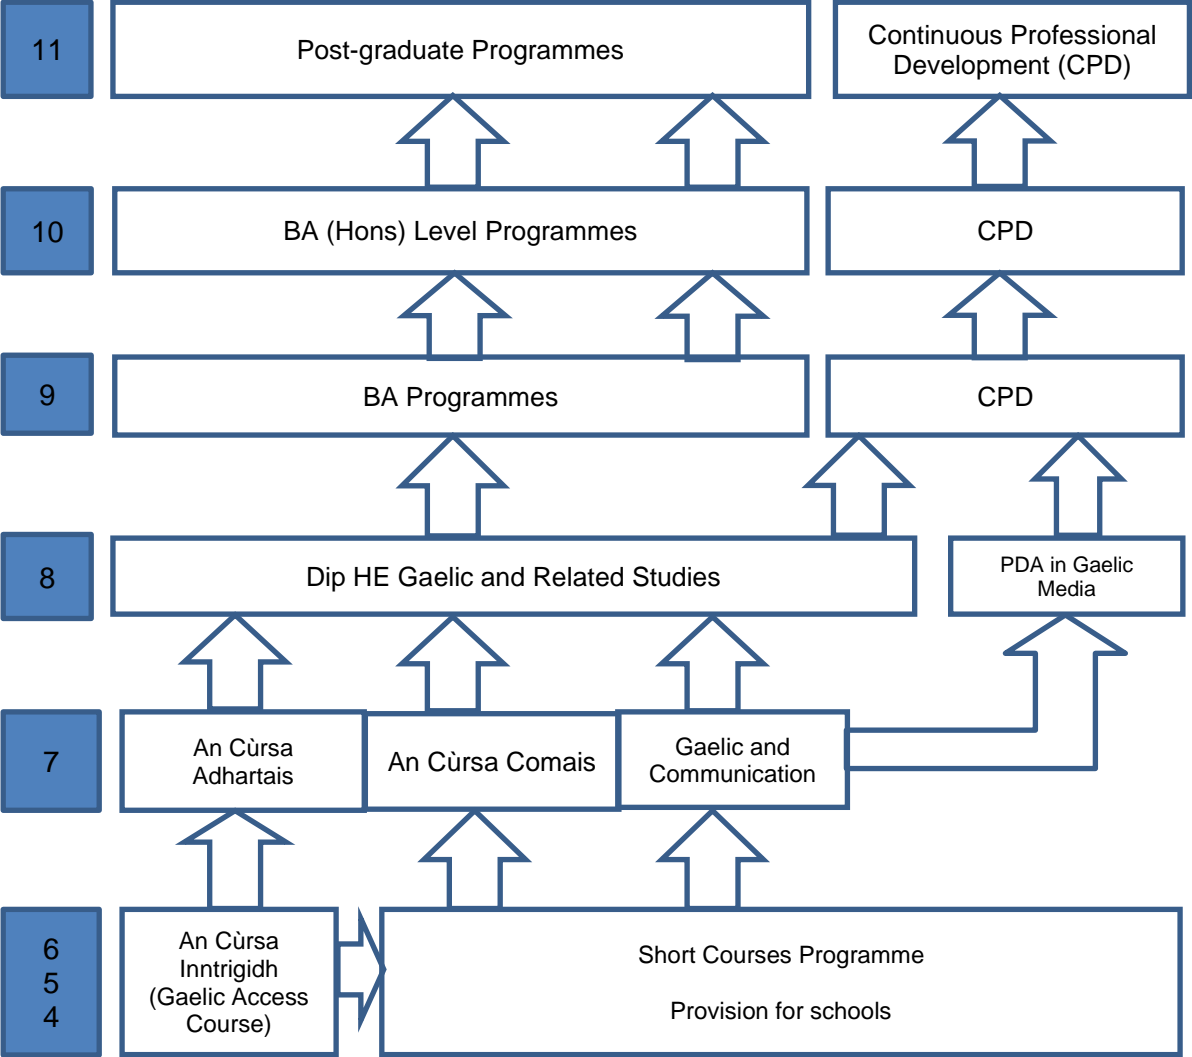 11
Post-graduate Programmes
Continuous Professional
Development (CPD)
10
BA (Hons) Level Programmes
CPD
9
BA Programmes
CPD
8
Dip HE Gaelic and Related Studies
PDA in Gaelic
Media
7
An Cùrsa
Adhartais
An Cùrsa Comais
Gaelic and
Communication
6
5
4
An Cùrsa
Inntrigidh
(Gaelic Access
Course)
Short Courses Programme
Provision for schools